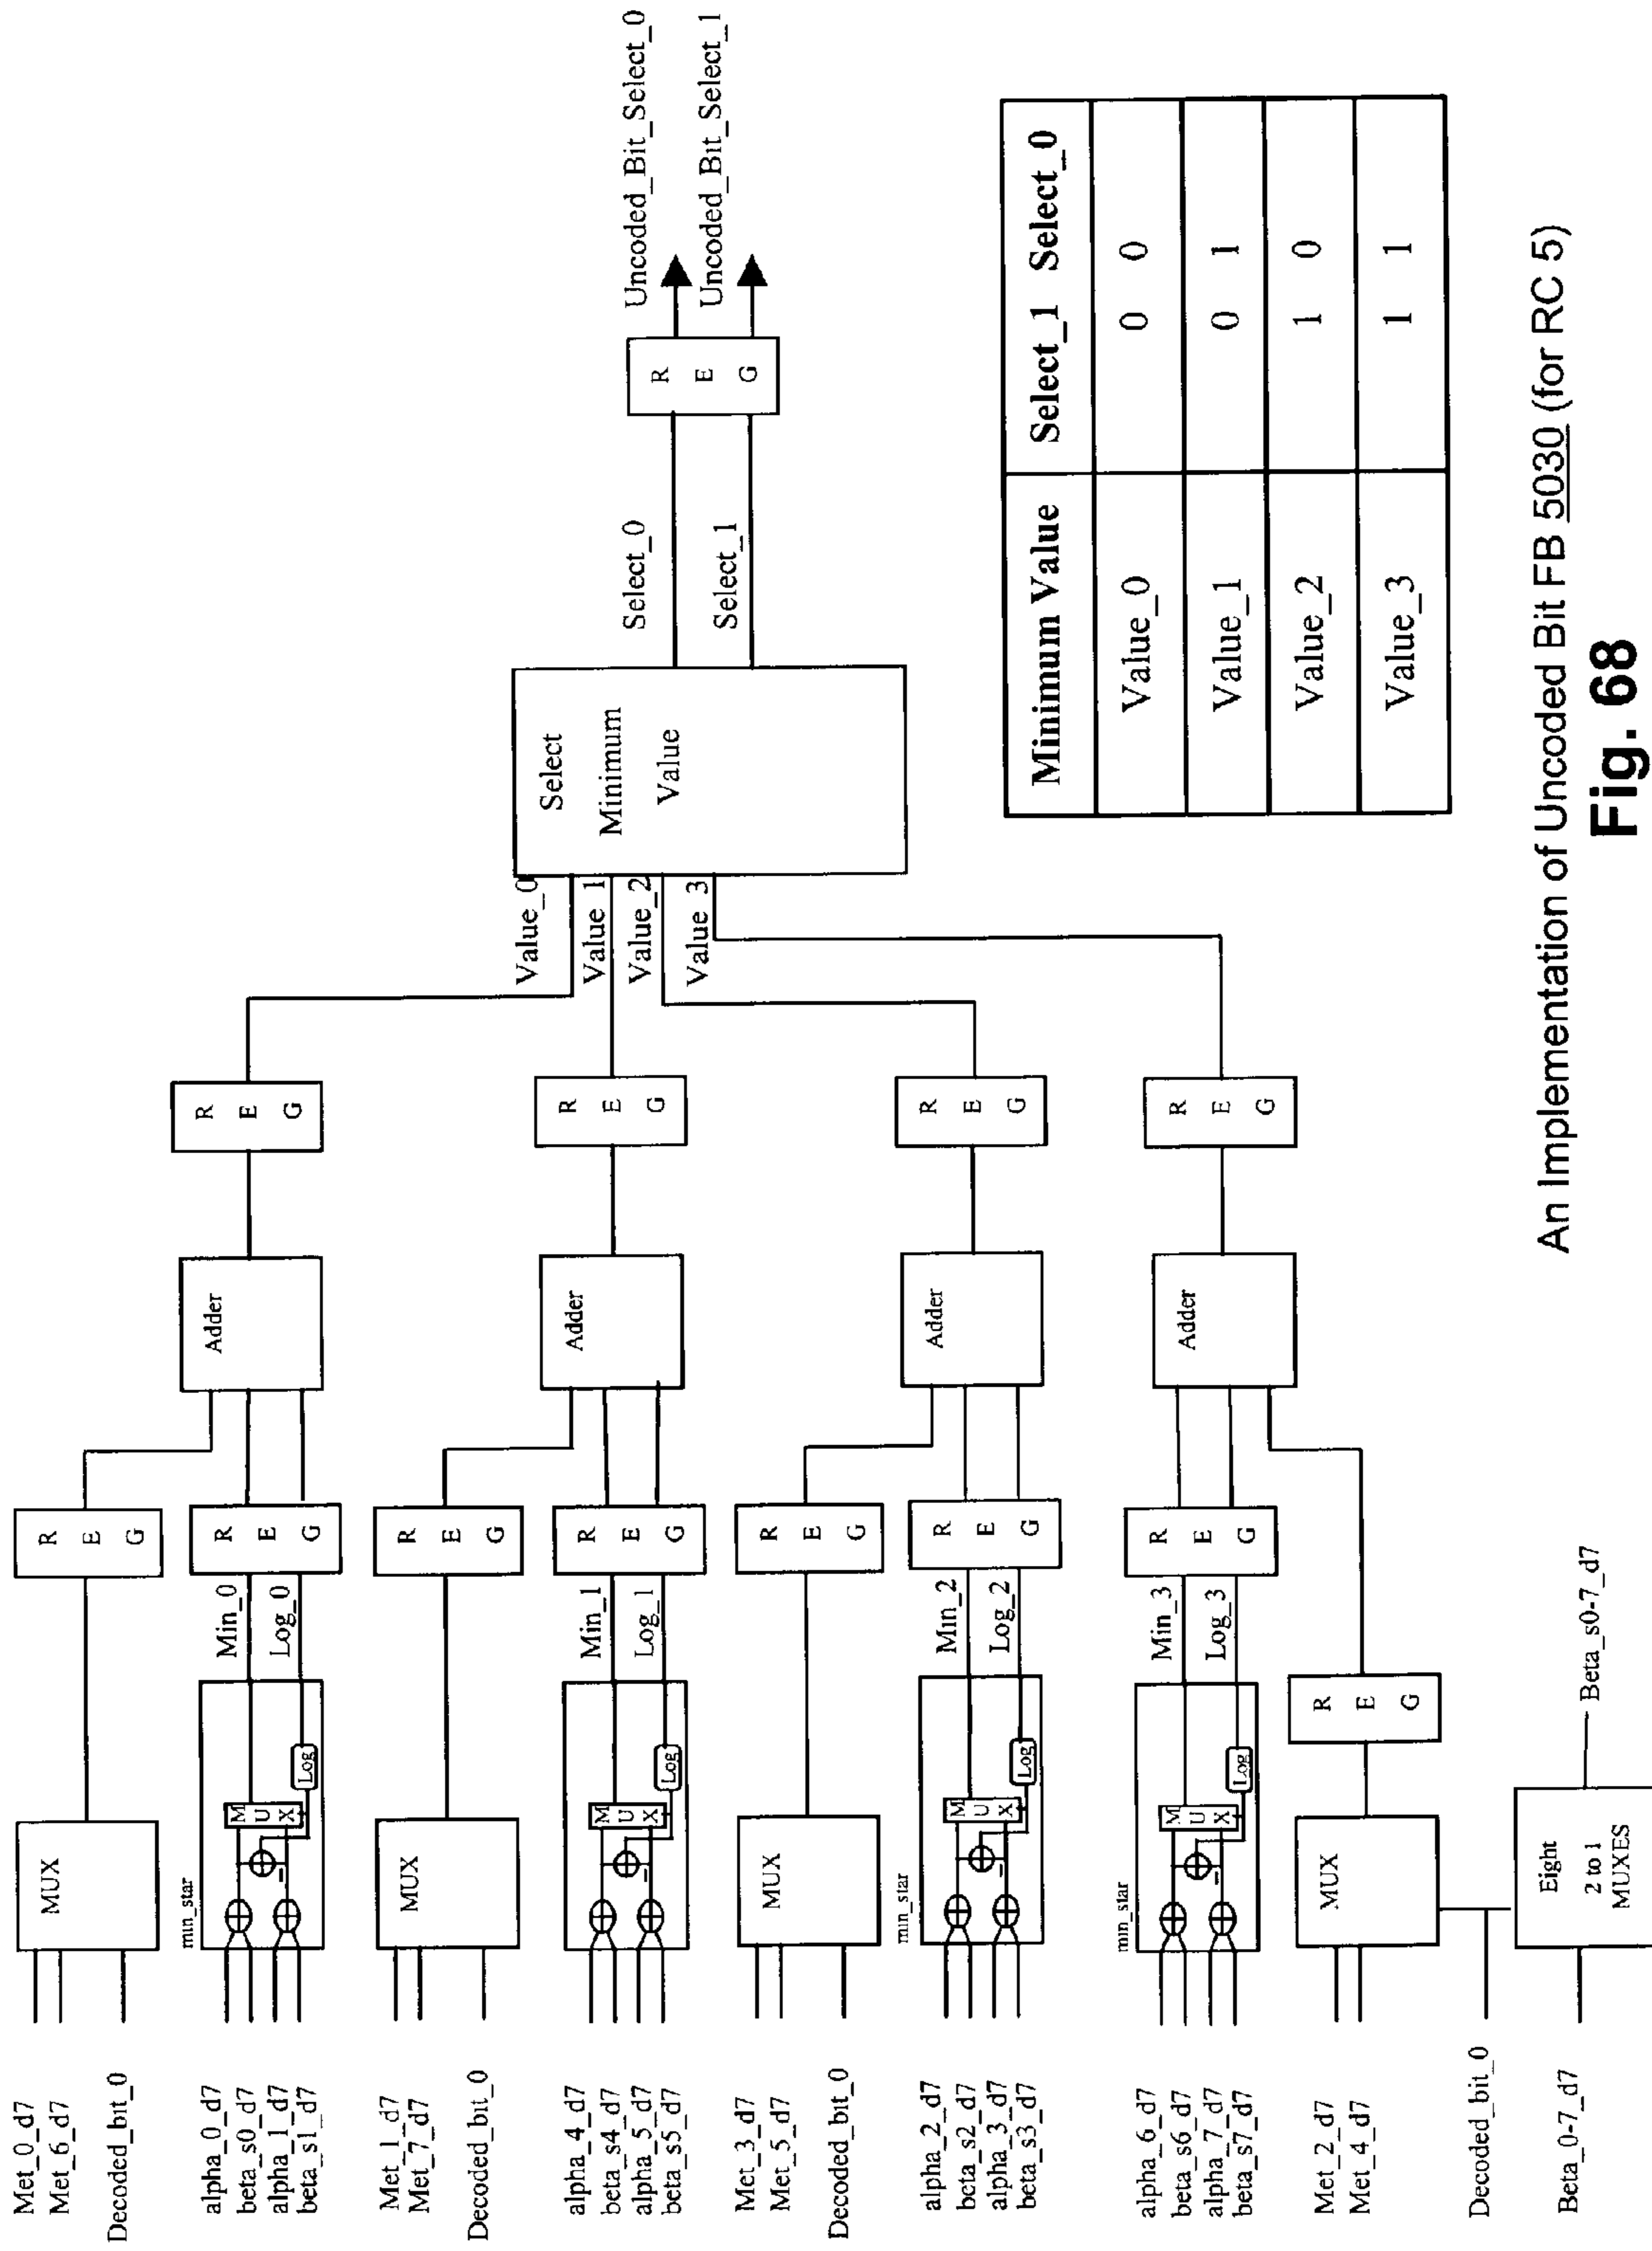 Met_0_d7
Met_6_d7
Decoded_bit_0
MUX
R
E
G
alpha_0_d7
beta_s0_d7
alpha_1_d7
beta_s1_d7
min_star
M
U
X
Log
Min_0
Log_0
R
E
G
Adder
R
E
G
Met_1_d7
Met_7_d7
Decoded_bit_0
MUX
R
E
G
alpha_4_d7
beta_s4_d7
alpha_5_d7
beta_s5_d7
M
U
X
Log
Min_1
Log_1
R
E
G
Adder
R
E
G
Met_3_d7
Met_5_d7
Decoded_bit_0
MUX
R
E
G
alpha_2_d7
beta_s2_d7
alpha_3_d7
beta_s3_d7
min_star
M
U
X
Log
Min_2
Log_2
R
E
G
Adder
R
E
G
alpha_6_d7
beta_s6_d7
alpha_7_d7
beta_s7_d7
min_star
M
U
X
Log
Min_3
Log_3
R
E
G
Adder
R
E
G
Met_2_d7
Met_4_d7
MUX
R
E
G
Decoded_bit_0
Beta_0-7_d7
Eight
2 to 1
MUXES
Beta_s0-7_d7
Value_0
Value_1
Value_2
Value_3
Select
Minimum
Value
Select_0
Select_1
R
E
G
Uncoded_Bit_Select_0
Uncoded_Bit_Select_1
Minimum Value Select_1 Select_0
Value_0 0 0
Value_1 0 1
Value_2 1 0
Value_3 1 1
An Implementation of Uncoded Bit FB 5030 (for RC 5)
Fig. 68